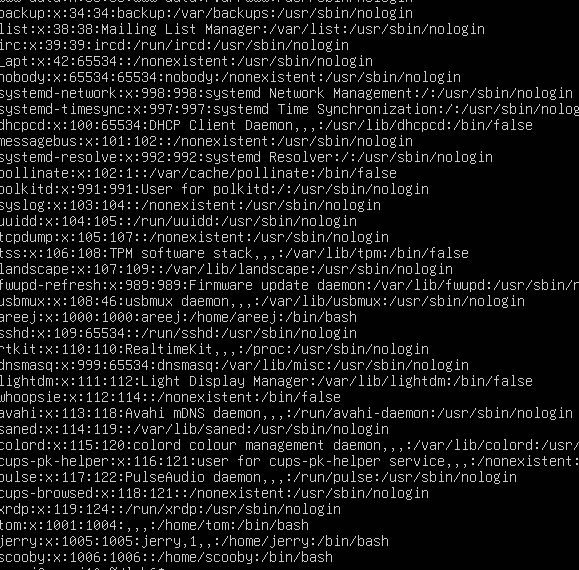 backup:x:34:34:backup:/var/backups:/usr/sbin/nologin
list:x:38:38:Mailing List Manager:/var/list:/usr/sbin/nologin
irc:x:39:39:ircd:/run/ircd:/usr/sbin/nologin
_apt:x:42:65534::/nonexistent:/usr/sbin/nologin
nobody:x:65534:65534:nobody:/nonexistent:/usr/sbin/nologin
systemd-network:x:998:998:systemd Network Management:/:/usr/sbin/nologin
systemd-timesync:x:997:997:systemd Time Synchronization:/:/usr/sbin/nolog
dhcpcd:x:100:65534:DHCP Client Daemon,,,:/usr/lib/dhcpcd:/bin/false
messagebus:x:101:102::/nonexistent:/usr/sbin/nologin
systemd-resolve:x:992:992:systemd Resolver:/:/usr/sbin/nologin
pollinate:x:102:1::/var/cache/pollinate:/bin/false
polkitd:x:991:991:User for polkitd:/:/usr/sbin/nologin
syslog:x:103:104::/nonexistent:/usr/sbin/nologin
uuidd:x:104:105::/run/uuidd:/usr/sbin/nologin
tcpdump:x:105:107::/nonexistent:/usr/sbin/nologin
tss:x:106:108:TPM software stack,,,:/var/lib/tpm:/bin/false
landscape:x:107:109::/var/lib/landscape:/usr/sbin/nologin
fwupd-refresh:x:989:989:Firmware update daemon:/var/lib/fwupd:/usr/sbin/n
usbmux:x:108:46:usbmux daemon,,,:/var/lib/usbmux:/usr/sbin/nologin
areej:x:1000:1000:areej:/home/areej:/bin/bash
sshd:x:109:65534::/run/sshd:/usr/sbin/nologin
rtkit:x:110:110:RealtimeKit,,,:/proc:/usr/sbin/nologin
dnsmasq:x:999:65534:dnsmasq:/var/lib/misc:/usr/sbin/nologin
lightdm:x:111:112:Light Display Manager:/var/lib/lightdm:/bin/false
whoopsie:x:112:114::/nonexistent:/bin/false
avahi:x:113:118:Avahi mDNS daemon,,,:/run/avahi-daemon:/usr/sbin/nologin
saned:x:114:119::/var/lib/saned:/usr/sbin/nologin
colord:x:115:120:colord colour management daemon,,,:/var/lib/colord:/usr/
cups-pk-helper:x:116:121:user for cups-pk-helper service,,,:/nonexistent:
pulse:x:117:122:PulseAudio daemon,,,:/run/pulse:/usr/sbin/nologin
cups-browsed:x:118:121::/nonexistent:/usr/sbin/nologin
xrdp:x:119:124::/run/xrdp:/usr/sbin/nologin
tom:x:1001:1004:,,,:/home/tom:/bin/bash
jerry:x:1005:1005:jerry,1,,:/home/jerry:/bin/bash
scooby:x:1006:1006::/home/scooby:/bin/bash